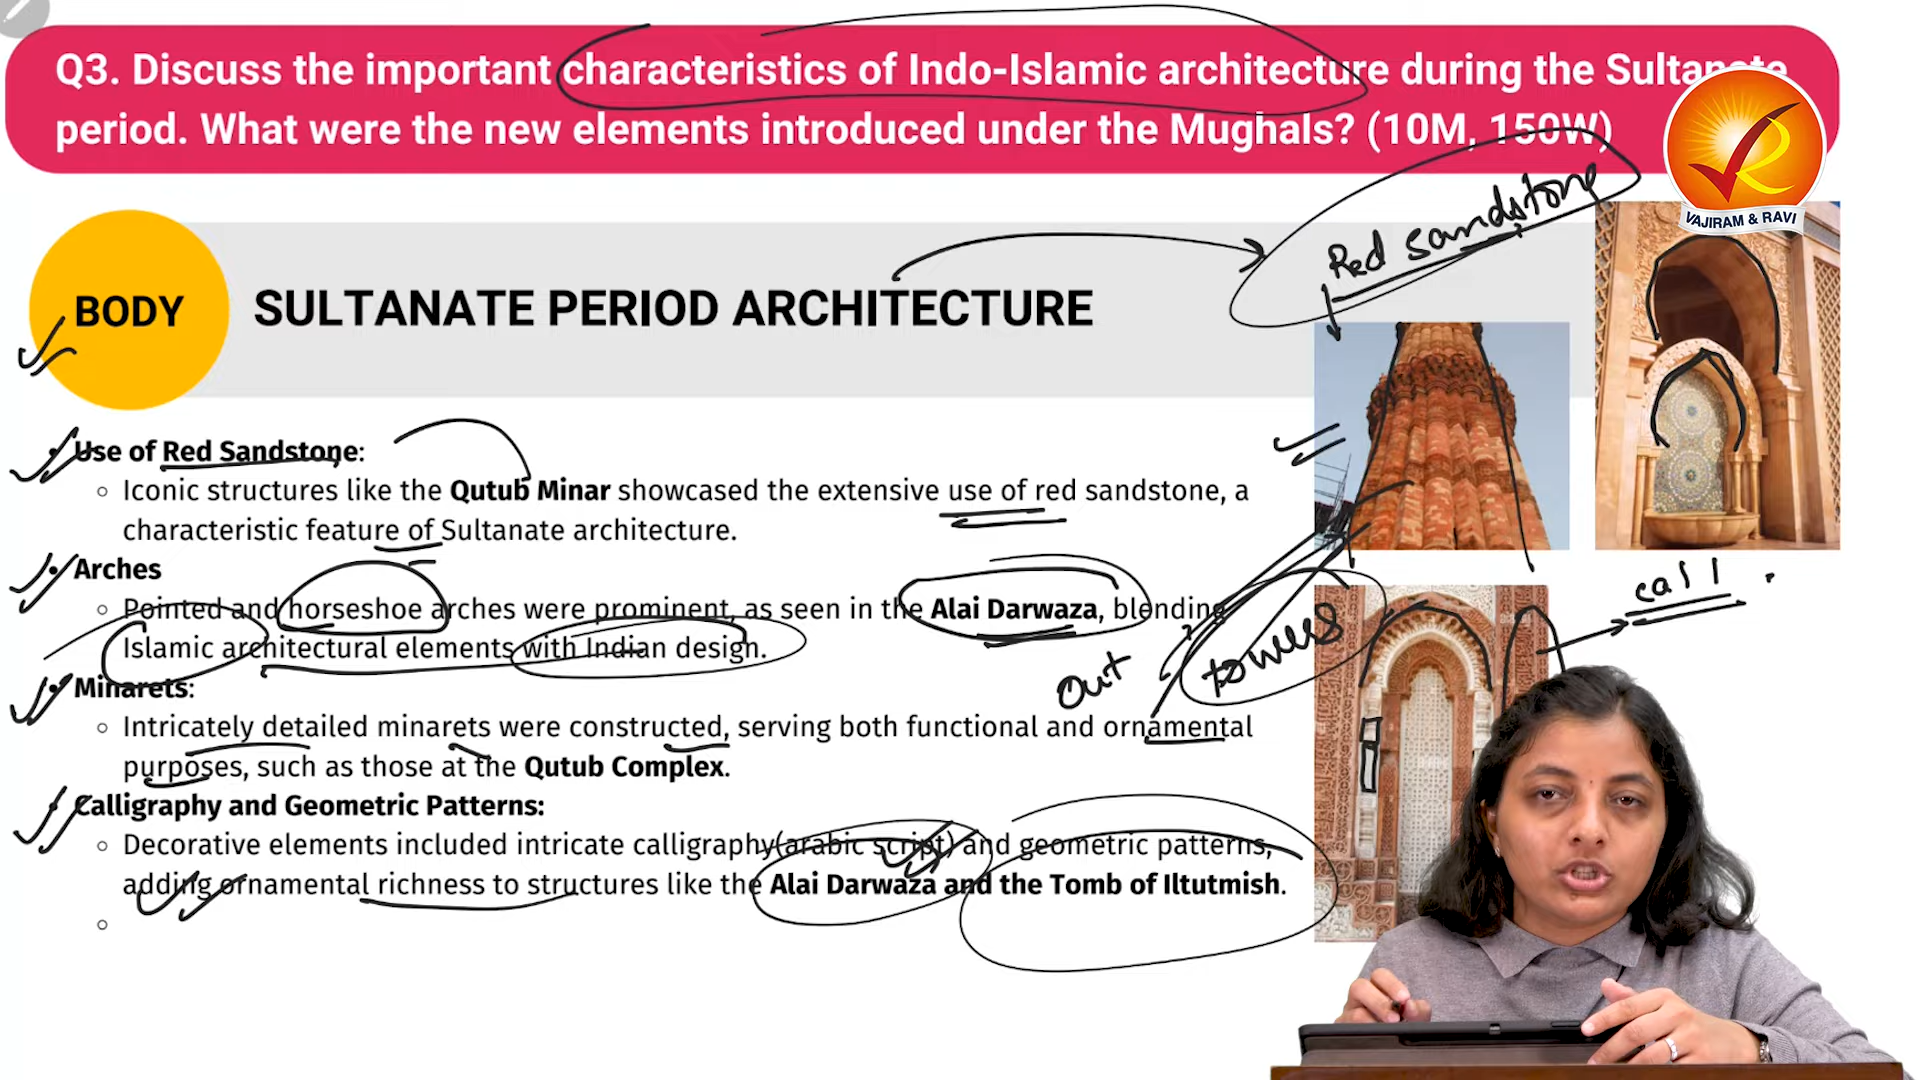 Q3. Discuss the important characteristics of Indo-Islamic architecture during the Sultanate
period. What were the new elements introduced under the Mughals? (10M, 150W)
VAJIRAM & RAVI
Red Sandstone
BODY
SULTANATE PERIOD ARCHITECTURE
• Use of Red Sandstone:
○ Iconic structures like the Qutub Minar showcased the extensive use of red sandstone, a
characteristic feature of Sultanate architecture.
• Arches
○ Pointed and horseshoe arches were prominent, as seen in the Alai Darwaza, blending
Islamic architectural elements with Indian design.
• Minarets:
○ Intricately detailed minarets were constructed, serving both functional and ornamental
purposes, such as those at the Qutub Complex.
• Calligraphy and Geometric Patterns:
○ Decorative elements included intricate calligraphy(arabic script) and geometric patterns,
adding ornamental richness to structures like the Alai Darwaza and the Tomb of Iltutmish.
○
call
out
towers